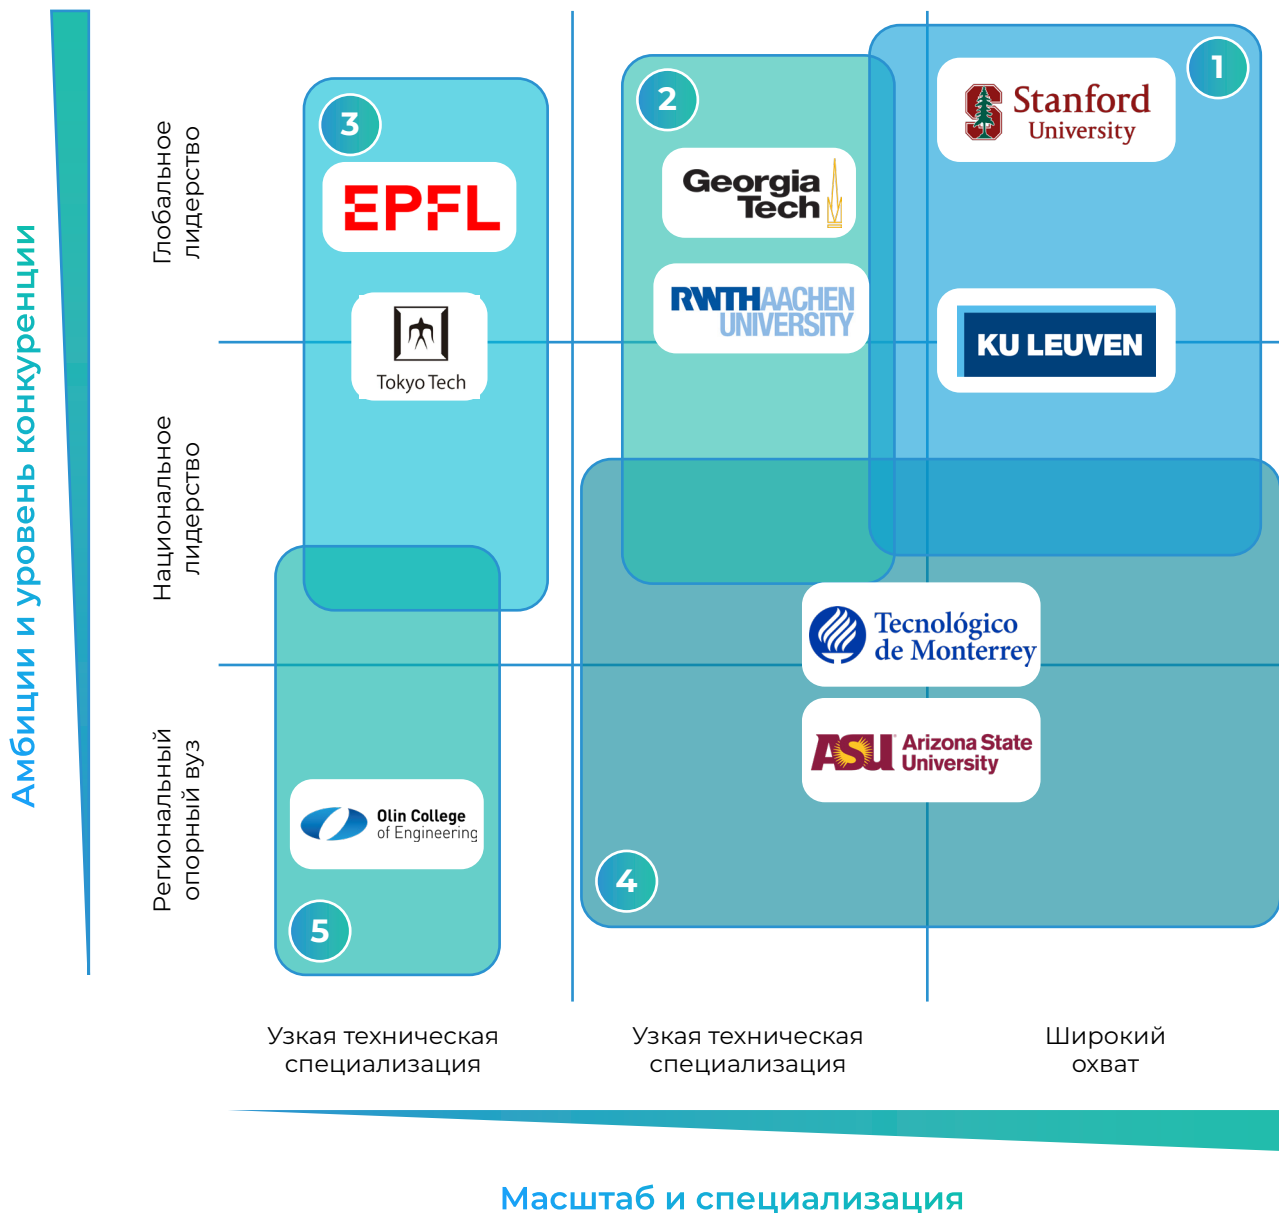 Амбиции и уровень конкуренции
Глобальное
лидерство
Национальное
лидерство
Региональный
опорный вуз
3
EPFL
Tokyo Tech
2
Georgia
Tech
RWTH AACHEN
UNIVERSITY
1
Stanford
University
KU LEUVEN
Tecnológico
de Monterrey
ASU Arizona State
University
4
Olin College
of Engineering
5
Узкая техническая
специализация
Узкая техническая
специализация
Широкий
охват
Масштаб и специализация